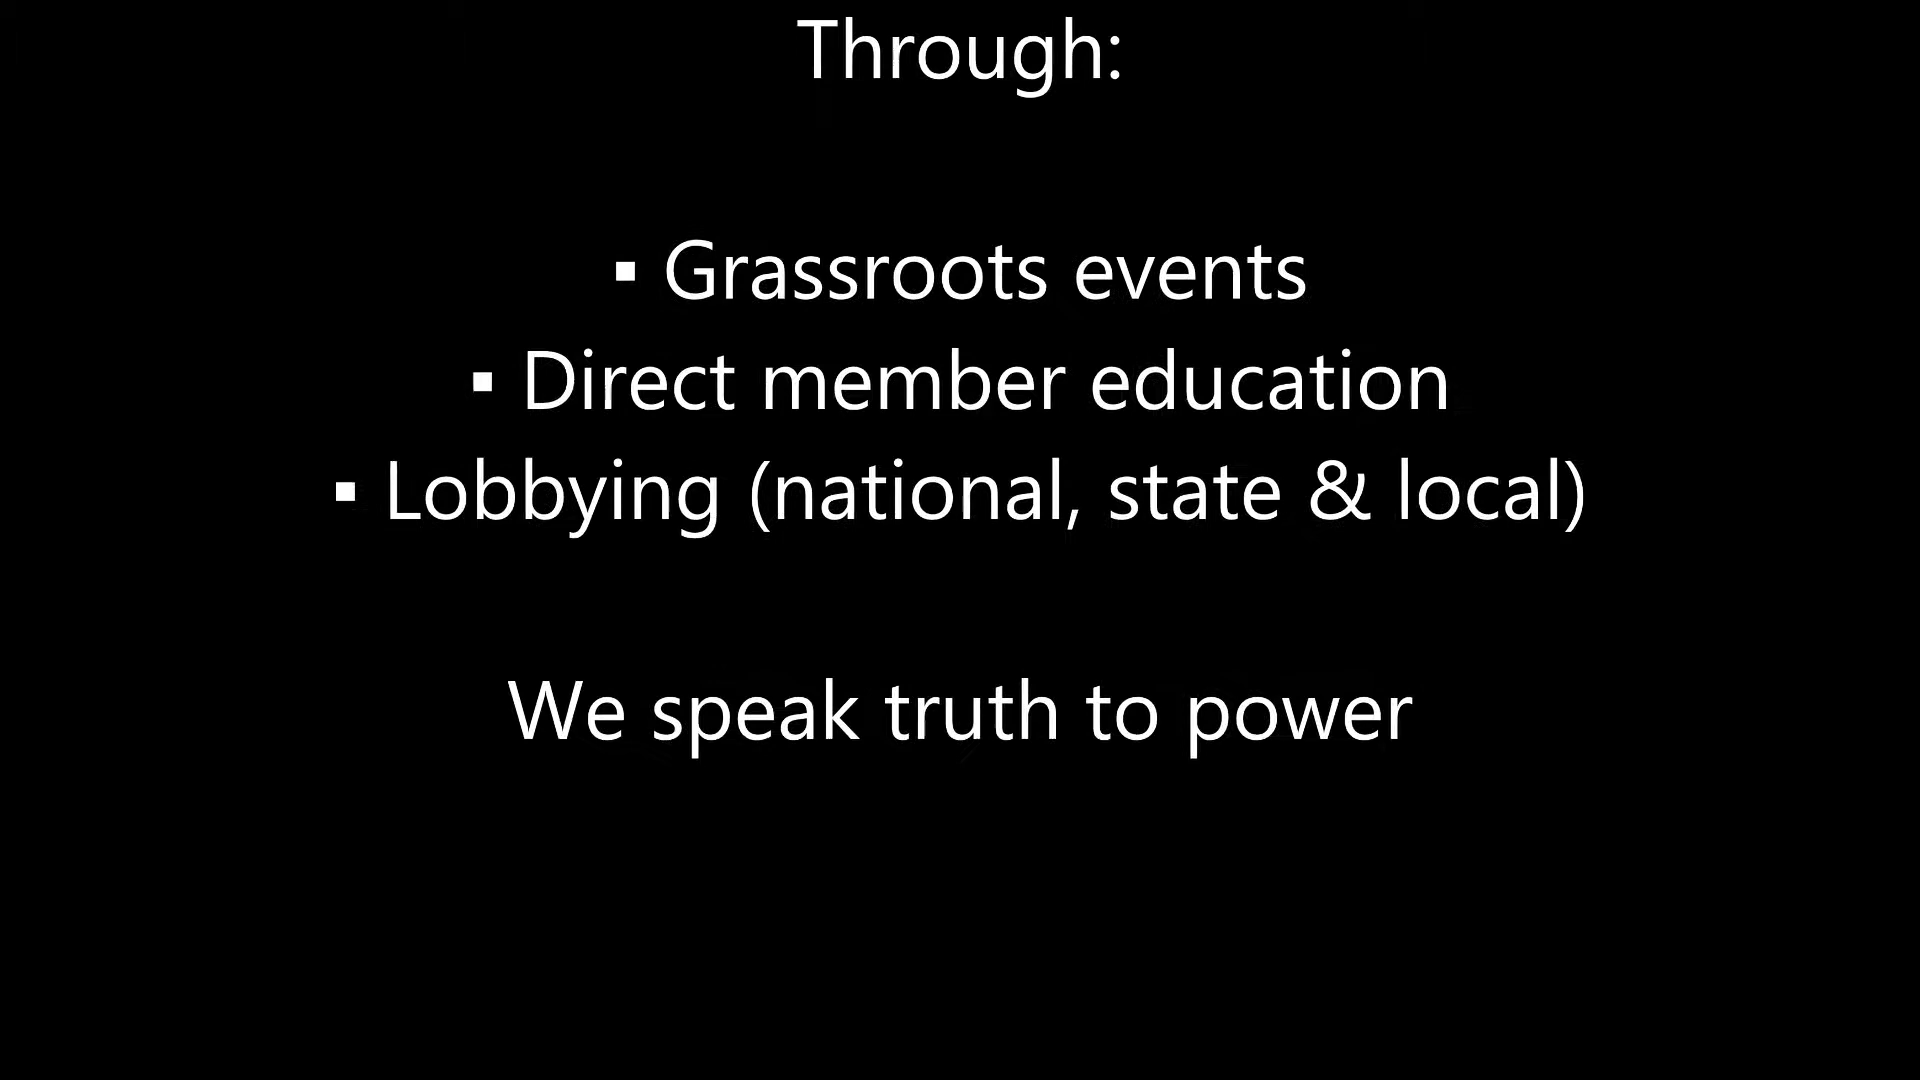 Through:
▪ Grassroots events
▪ Direct member education
▪ Lobbying (national, state & local)
We speak truth to power